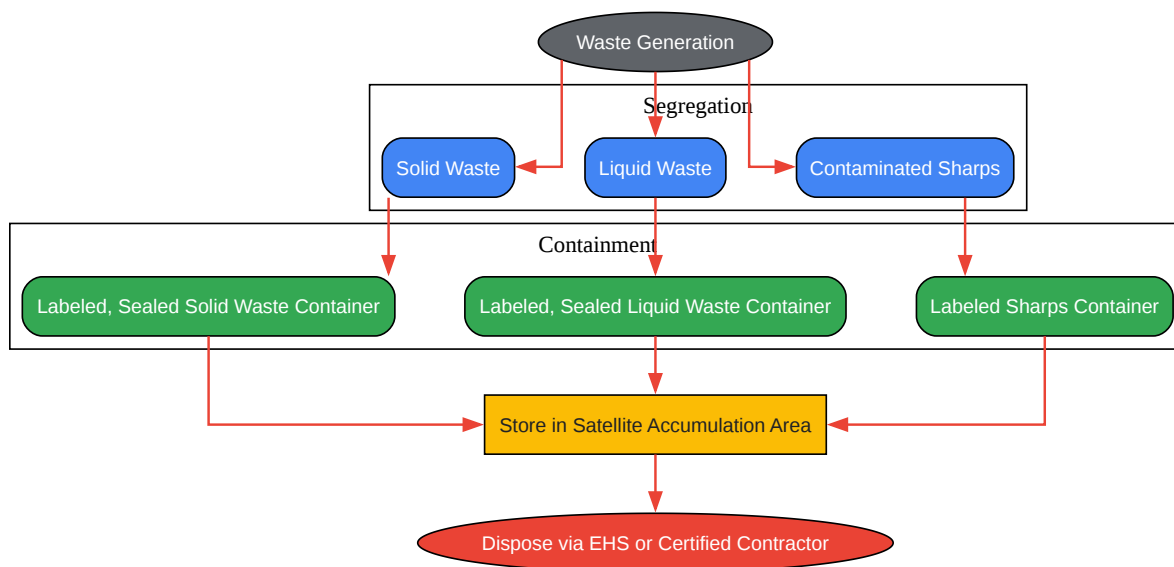 Waste Generation
Segregation
Solid Waste
Liquid Waste
Contaminated Sharps
Containment
Labeled, Sealed Solid Waste Container
Labeled, Sealed Liquid Waste Container
Labeled Sharps Container
Store in Satellite Accumulation Area
Dispose via EHS or Certified Contractor